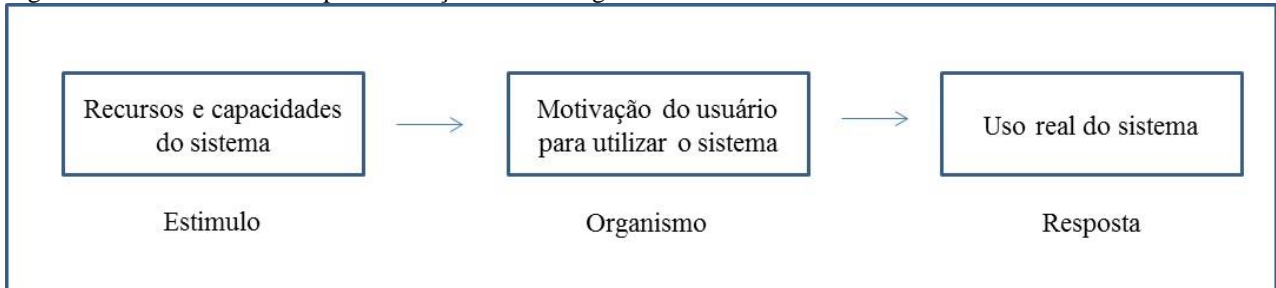 Recursos e capacidades
do sistema
Motivação do usuário
para utilizar o sistema
Uso real do sistema
Estimulo
Organismo
Resposta